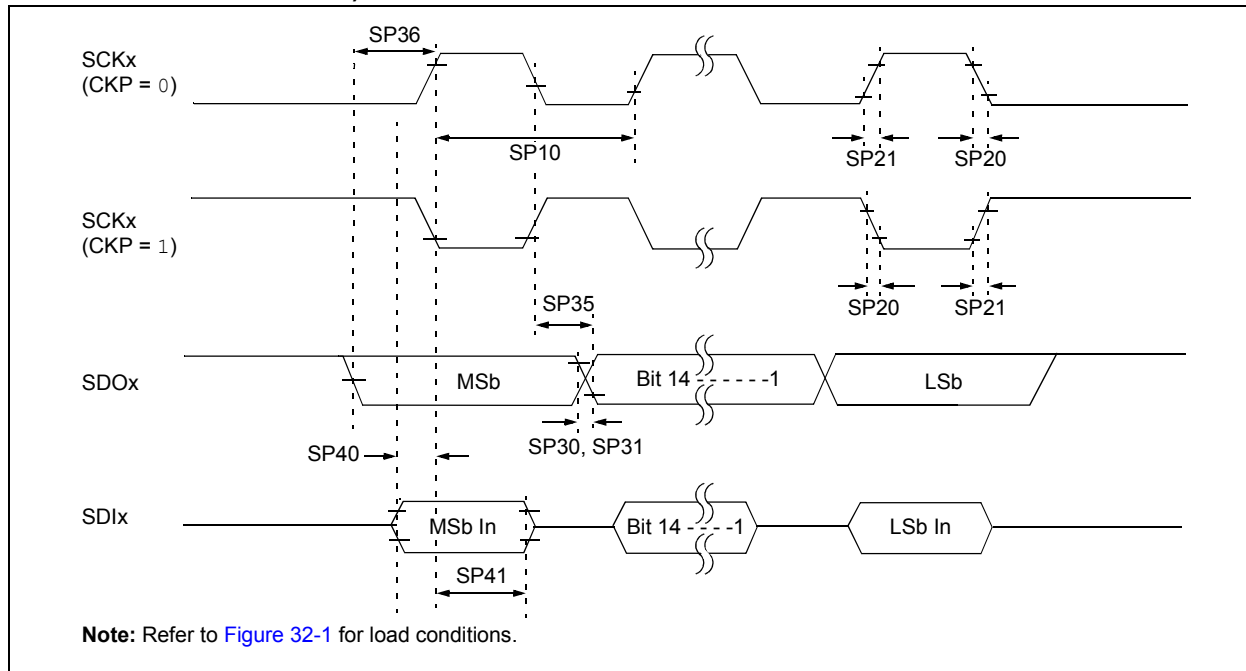 SP36
SCKx
(CKP = 0)
SP10
SP21
SP20
SCKx
(CKP = 1)
SP35
SP20
SP21
SDOx
MSb
Bit 14 - - - - - -1
LSb
SP40
SP30, SP31
SDIx
MSb In
Bit 14 - - - -1
LSb In
SP41
Note: Refer to Figure 32-1 for load conditions.